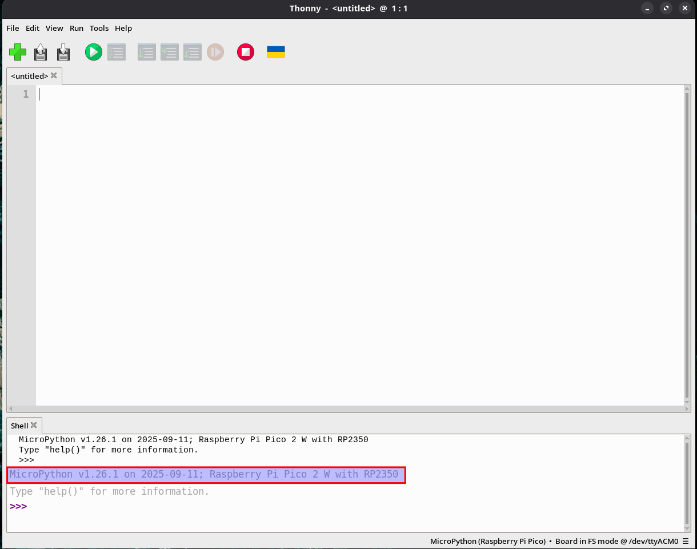 Thonny - <untitled> @ 1 : 1
File Edit View Run Tools Help
<untitled>
1
Shell
MicroPython v1.26.1 on 2025-09-11; Raspberry Pi Pico 2 W with RP2350
Type "help()" for more information.
>>>
MicroPython v1.26.1 on 2025-09-11; Raspberry Pi Pico 2 W with RP2350
Type "help()" for more information.
>>>
MicroPython (Raspberry Pi Pico) • Board in FS mode @ /dev/ttyACM0 ☰